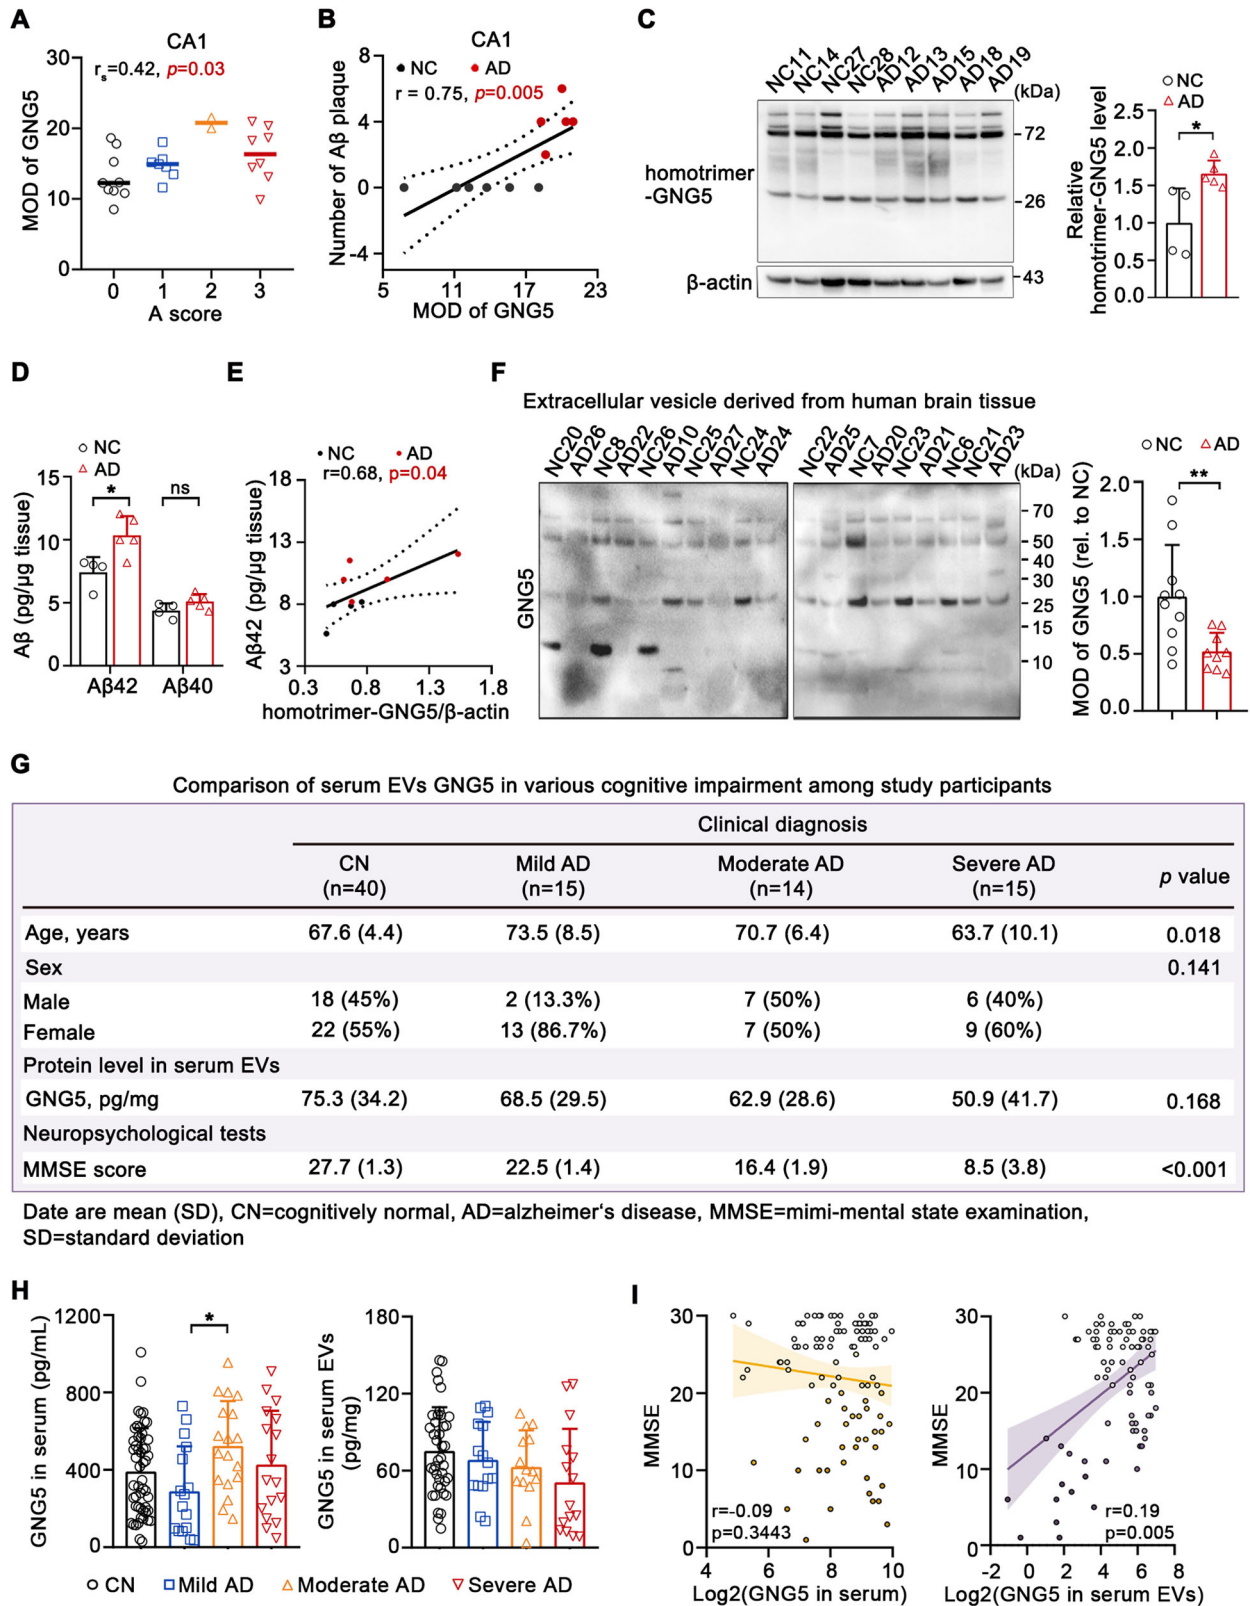 A
CA1
rs=0.42, p=0.03
MOD of GNG5
30
20
10
0
0 1 2 3
A score
B
CA1
NC AD
r = 0.75, p=0.005
Number of Aβ plaque
8
4
0
-4
5 11 17 23
MOD of GNG5
C
NC11 NC14 NC27 NC28 AD12 AD13 AD15 AD18 AD19
(kDa)
72
homotrimer
-GNG5
26
β-actin
43
NC
AD
*
Relative
homotrimer-GNG5 level
2.5
2.0
1.5
1.0
0.5
0.0
D
NC
AD
* ns
Aβ (pg/μg tissue)
15
10
5
0
Aβ42 Aβ40
E
NC AD
r=0.68, p=0.04
Aβ42 (pg/μg tissue)
18
13
8
3
0.3 0.8 1.3 1.8
homotrimer-GNG5/β-actin
F
Extracellular vesicle derived from human brain tissue
NC20 AD26 NC8 AD22 NC26 AD10 NC25 AD27 NC24 AD24
NC22 AD25 NC7 AD20 NC23 AD21 NC6 NC21 AD23
(kDa)
GNG5
70
50
40
30
25
15
10
NC AD
**
MOD of GNG5 (rel. to NC)
2.0
1.5
1.0
0.5
0.0
G
Comparison of serum EVs GNG5 in various cognitive impairment among study participants
Clinical diagnosis
CN Mild AD Moderate AD Severe AD p value
(n=40) (n=15) (n=14) (n=15)
Age, years 67.6 (4.4) 73.5 (8.5) 70.7 (6.4) 63.7 (10.1) 0.018
Sex 0.141
Male 18 (45%) 2 (13.3%) 7 (50%) 6 (40%)
Female 22 (55%) 13 (86.7%) 7 (50%) 9 (60%)
Protein level in serum EVs
GNG5, pg/mg 75.3 (34.2) 68.5 (29.5) 62.9 (28.6) 50.9 (41.7) 0.168
Neuropsychological tests
MMSE score 27.7 (1.3) 22.5 (1.4) 16.4 (1.9) 8.5 (3.8) <0.001
Date are mean (SD), CN=cognitively normal, AD=alzheimer‘s disease, MMSE=mimi-mental state examination,
SD=standard deviation
H
GNG5 in serum (pg/mL)
1200
800
400
0
*
GNG5 in serum EVs
(pg/mg)
180
120
60
0
CN Mild AD Moderate AD Severe AD
I
MMSE
30
20
10
0
r=-0.09
p=0.3443
4 6 8 10
Log2(GNG5 in serum)
MMSE
30
20
10
0
r=0.19
p=0.005
-2 0 2 4 6 8
Log2(GNG5 in serum EVs)